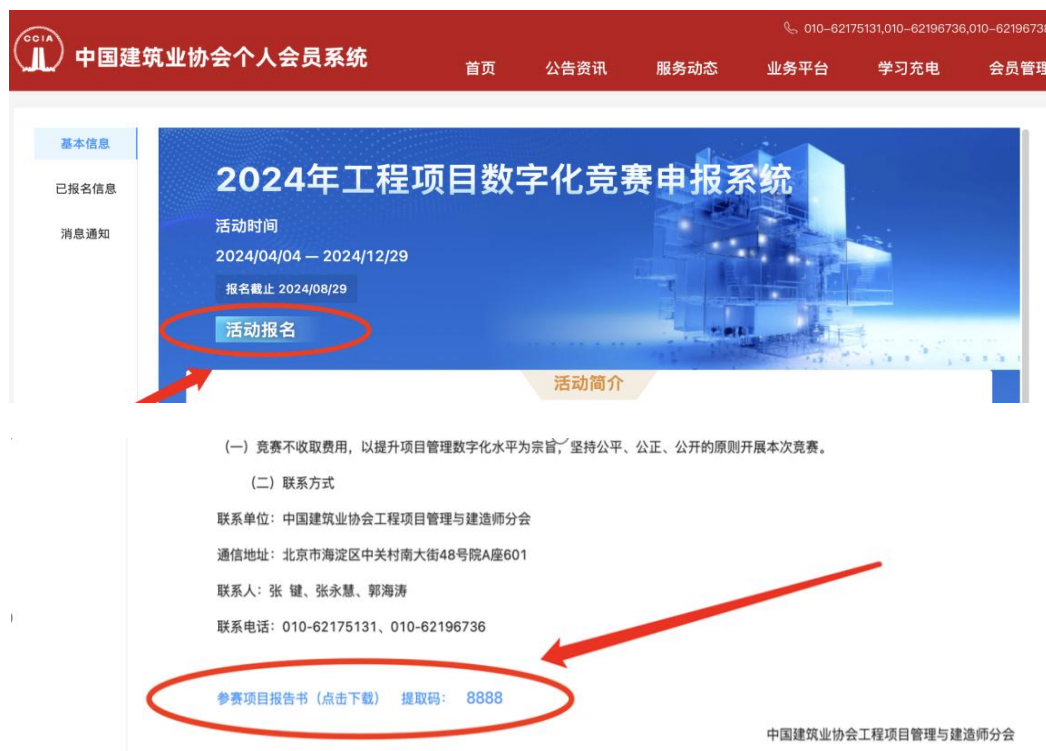 010-62175131,010-62196736,010-62196738
CCIA
中国建筑业协会个人会员系统
首页 公告资讯 服务动态 业务平台 学习充电 会员管理
基本信息
已报名信息
消息通知
2024年工程项目数字化竞赛申报系统
活动时间
2024/04/04 — 2024/12/29
报名截止 2024/08/29
活动报名
活动简介
(一) 竞赛不收取费用,以提升项目管理数字化水平为宗旨,坚持公平、公正、公开的原则开展本次竞赛。
(二) 联系方式
联系单位:中国建筑业协会工程项目管理与建造师分会
通信地址:北京市海淀区中关村南大街48号院A座601
联系人:张 键、张永慧、郭海涛
联系电话:010-62175131、010-62196736
参赛项目报告书(点击下载) 提取码: 8888
中国建筑业协会工程项目管理与建造师分会